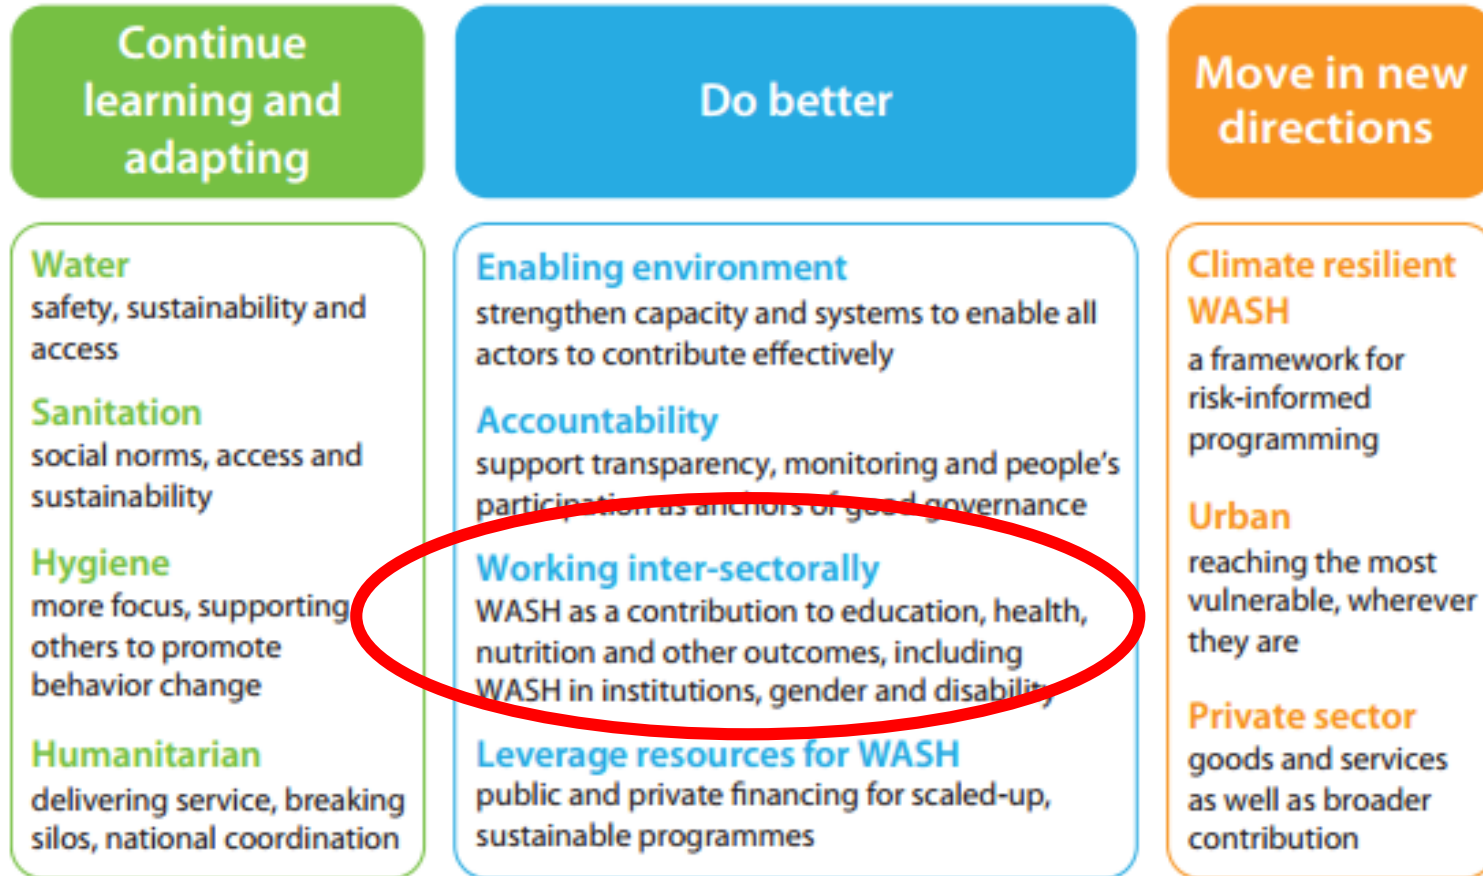 Continue
learning and
adapting
Water
safety, sustainability and
access
Sanitation
social norms, access and
sustainability
Hygiene
more focus, supporting
others to promote
behavior change
Humanitarian
delivering service, breaking
silos, national coordination
Do better
Enabling environment
strengthen capacity and systems to enable all
actors to contribute effectively
Accountability
support transparency, monitoring and people's
participation as anchors of good governance
Working inter-sectorally
WASH as a contribution to education, health,
nutrition and other outcomes, including
WASH in institutions, gender and disability
Leverage resources for WASH
public and private financing for scaled-up,
sustainable programmes
Move in new
directions
Climate resilient
WASH
a framework for
risk-informed
programming
Urban
reaching the most
vulnerable, wherever
they are
Private sector
goods and services
as well as broader
contribution